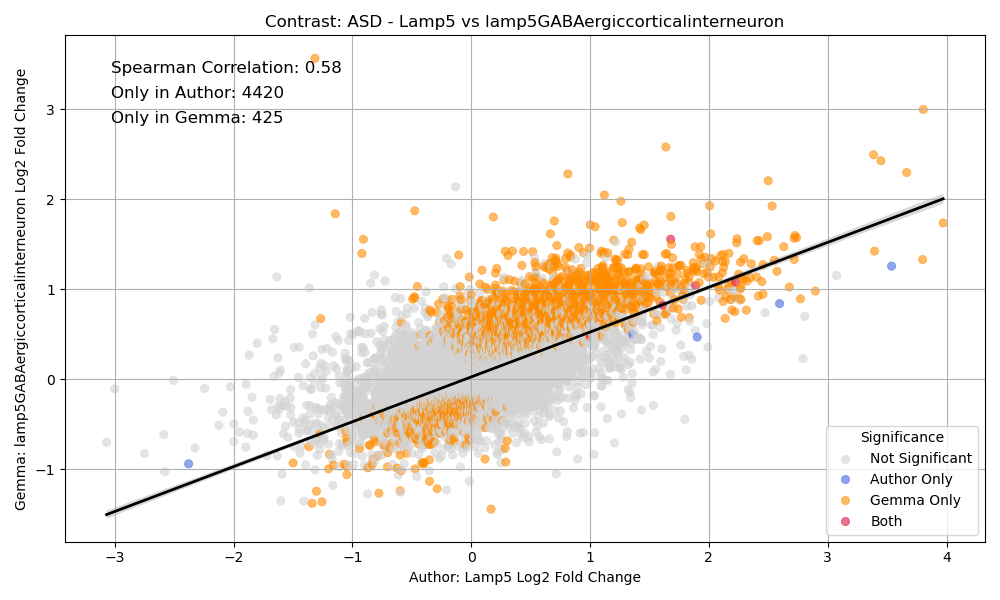 Contrast: ASD - Lamp5 vs lamp5GABAergiccorticalinterneuron
Spearman Correlation: 0.58
Only in Author: 4420
Only in Gemma: 425
Gemma: lamp5GABAergiccorticalinterneuron Log2 Fold Change
3
2
1
0
−1
Significance
Not Significant
Author Only
Gemma Only
Both
−3 −2 −1 0 1 2 3 4
Author: Lamp5 Log2 Fold Change